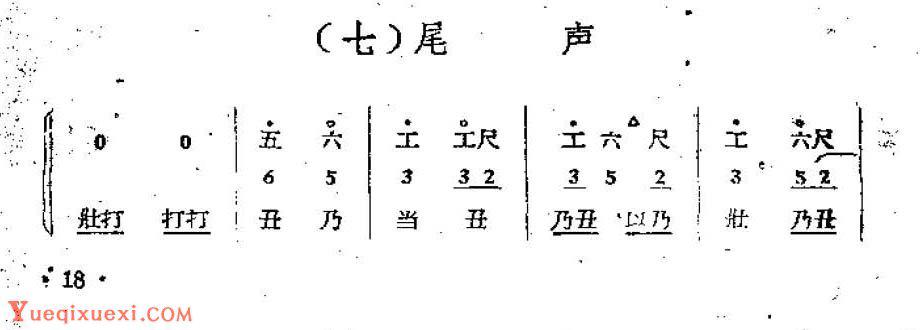 （七）尾 声
0 0 五 六 工 工尺 工 六 尺 工 六尺
6 5 3 3 2 3 5 2 3 5 2
壮打 打打 丑 乃 当 丑 乃丑 以乃 壮 乃丑
· 18 ·
Yueqixuexi.com